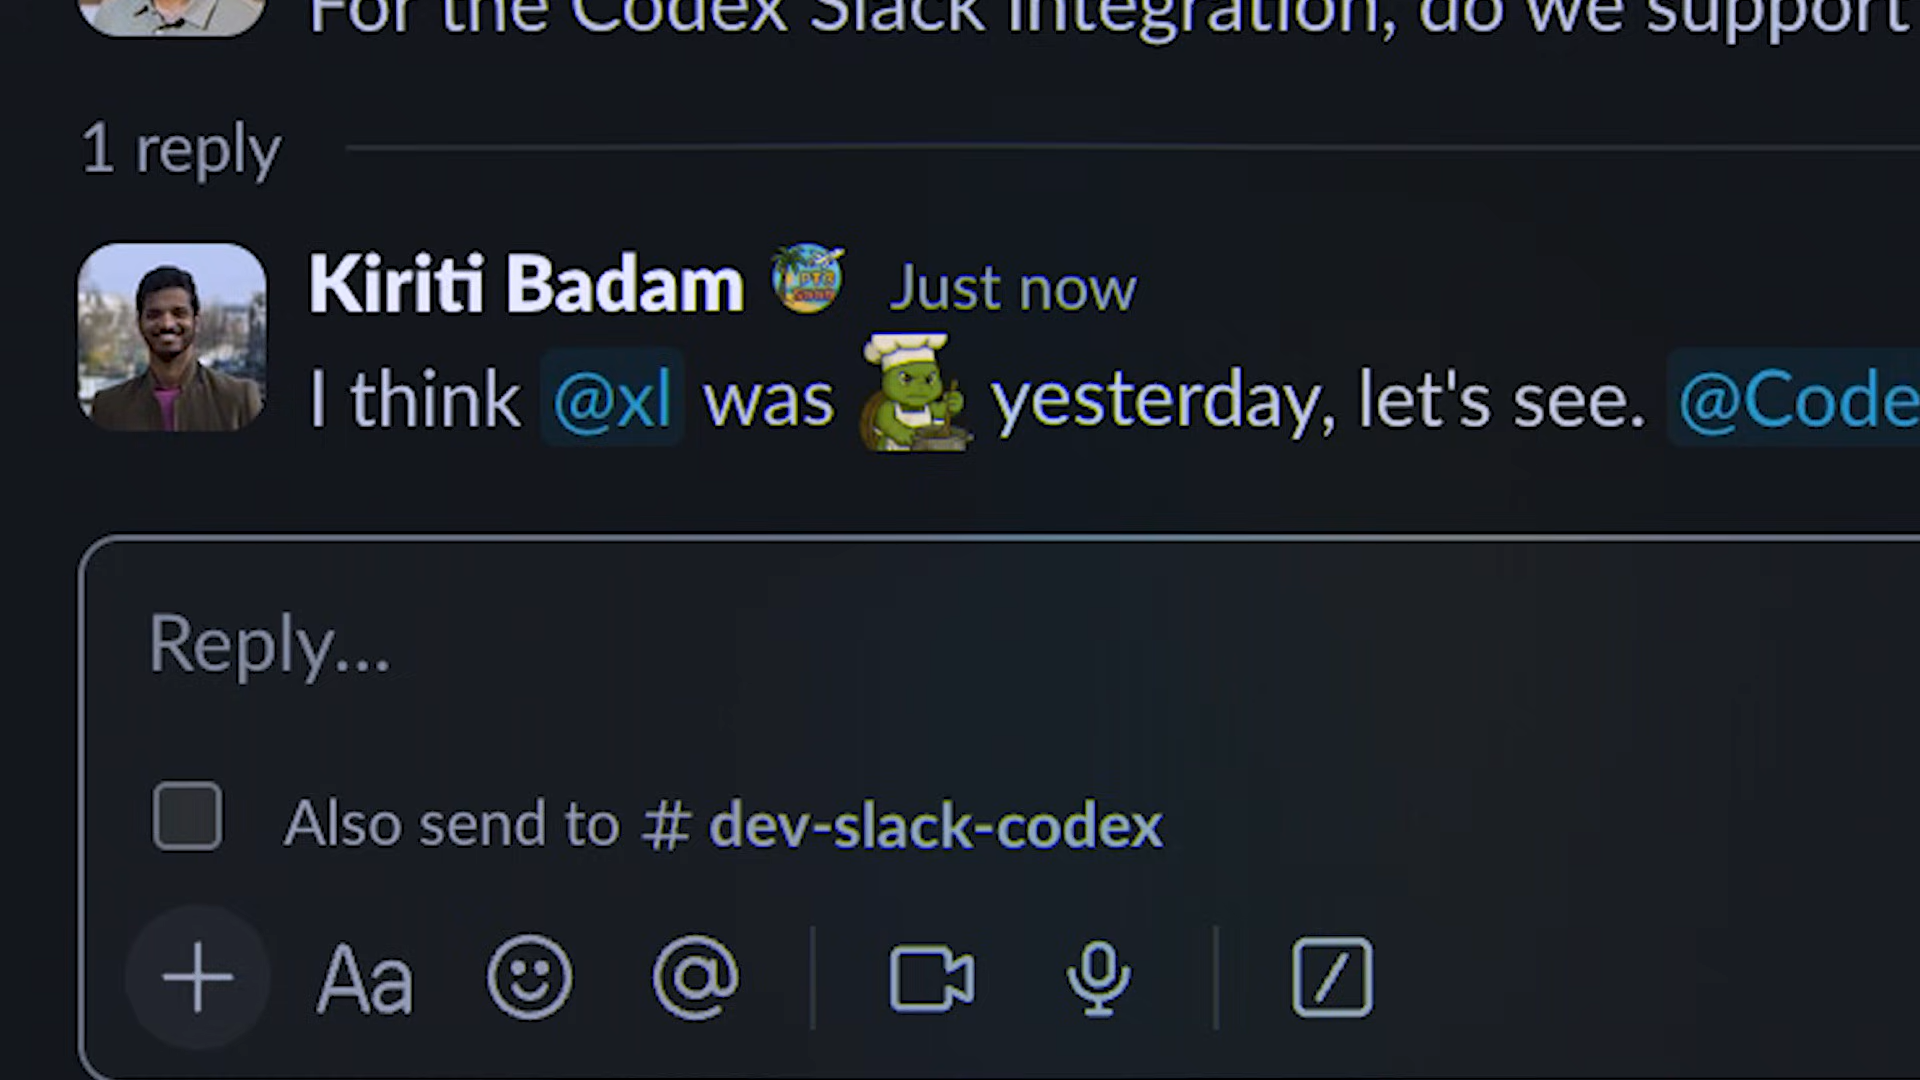 For the Codex Slack integration, do we support
1 reply
Kiriti Badam Just now
I think @xl was yesterday, let's see. @Code
Reply...
Also send to # dev-slack-codex
Aa